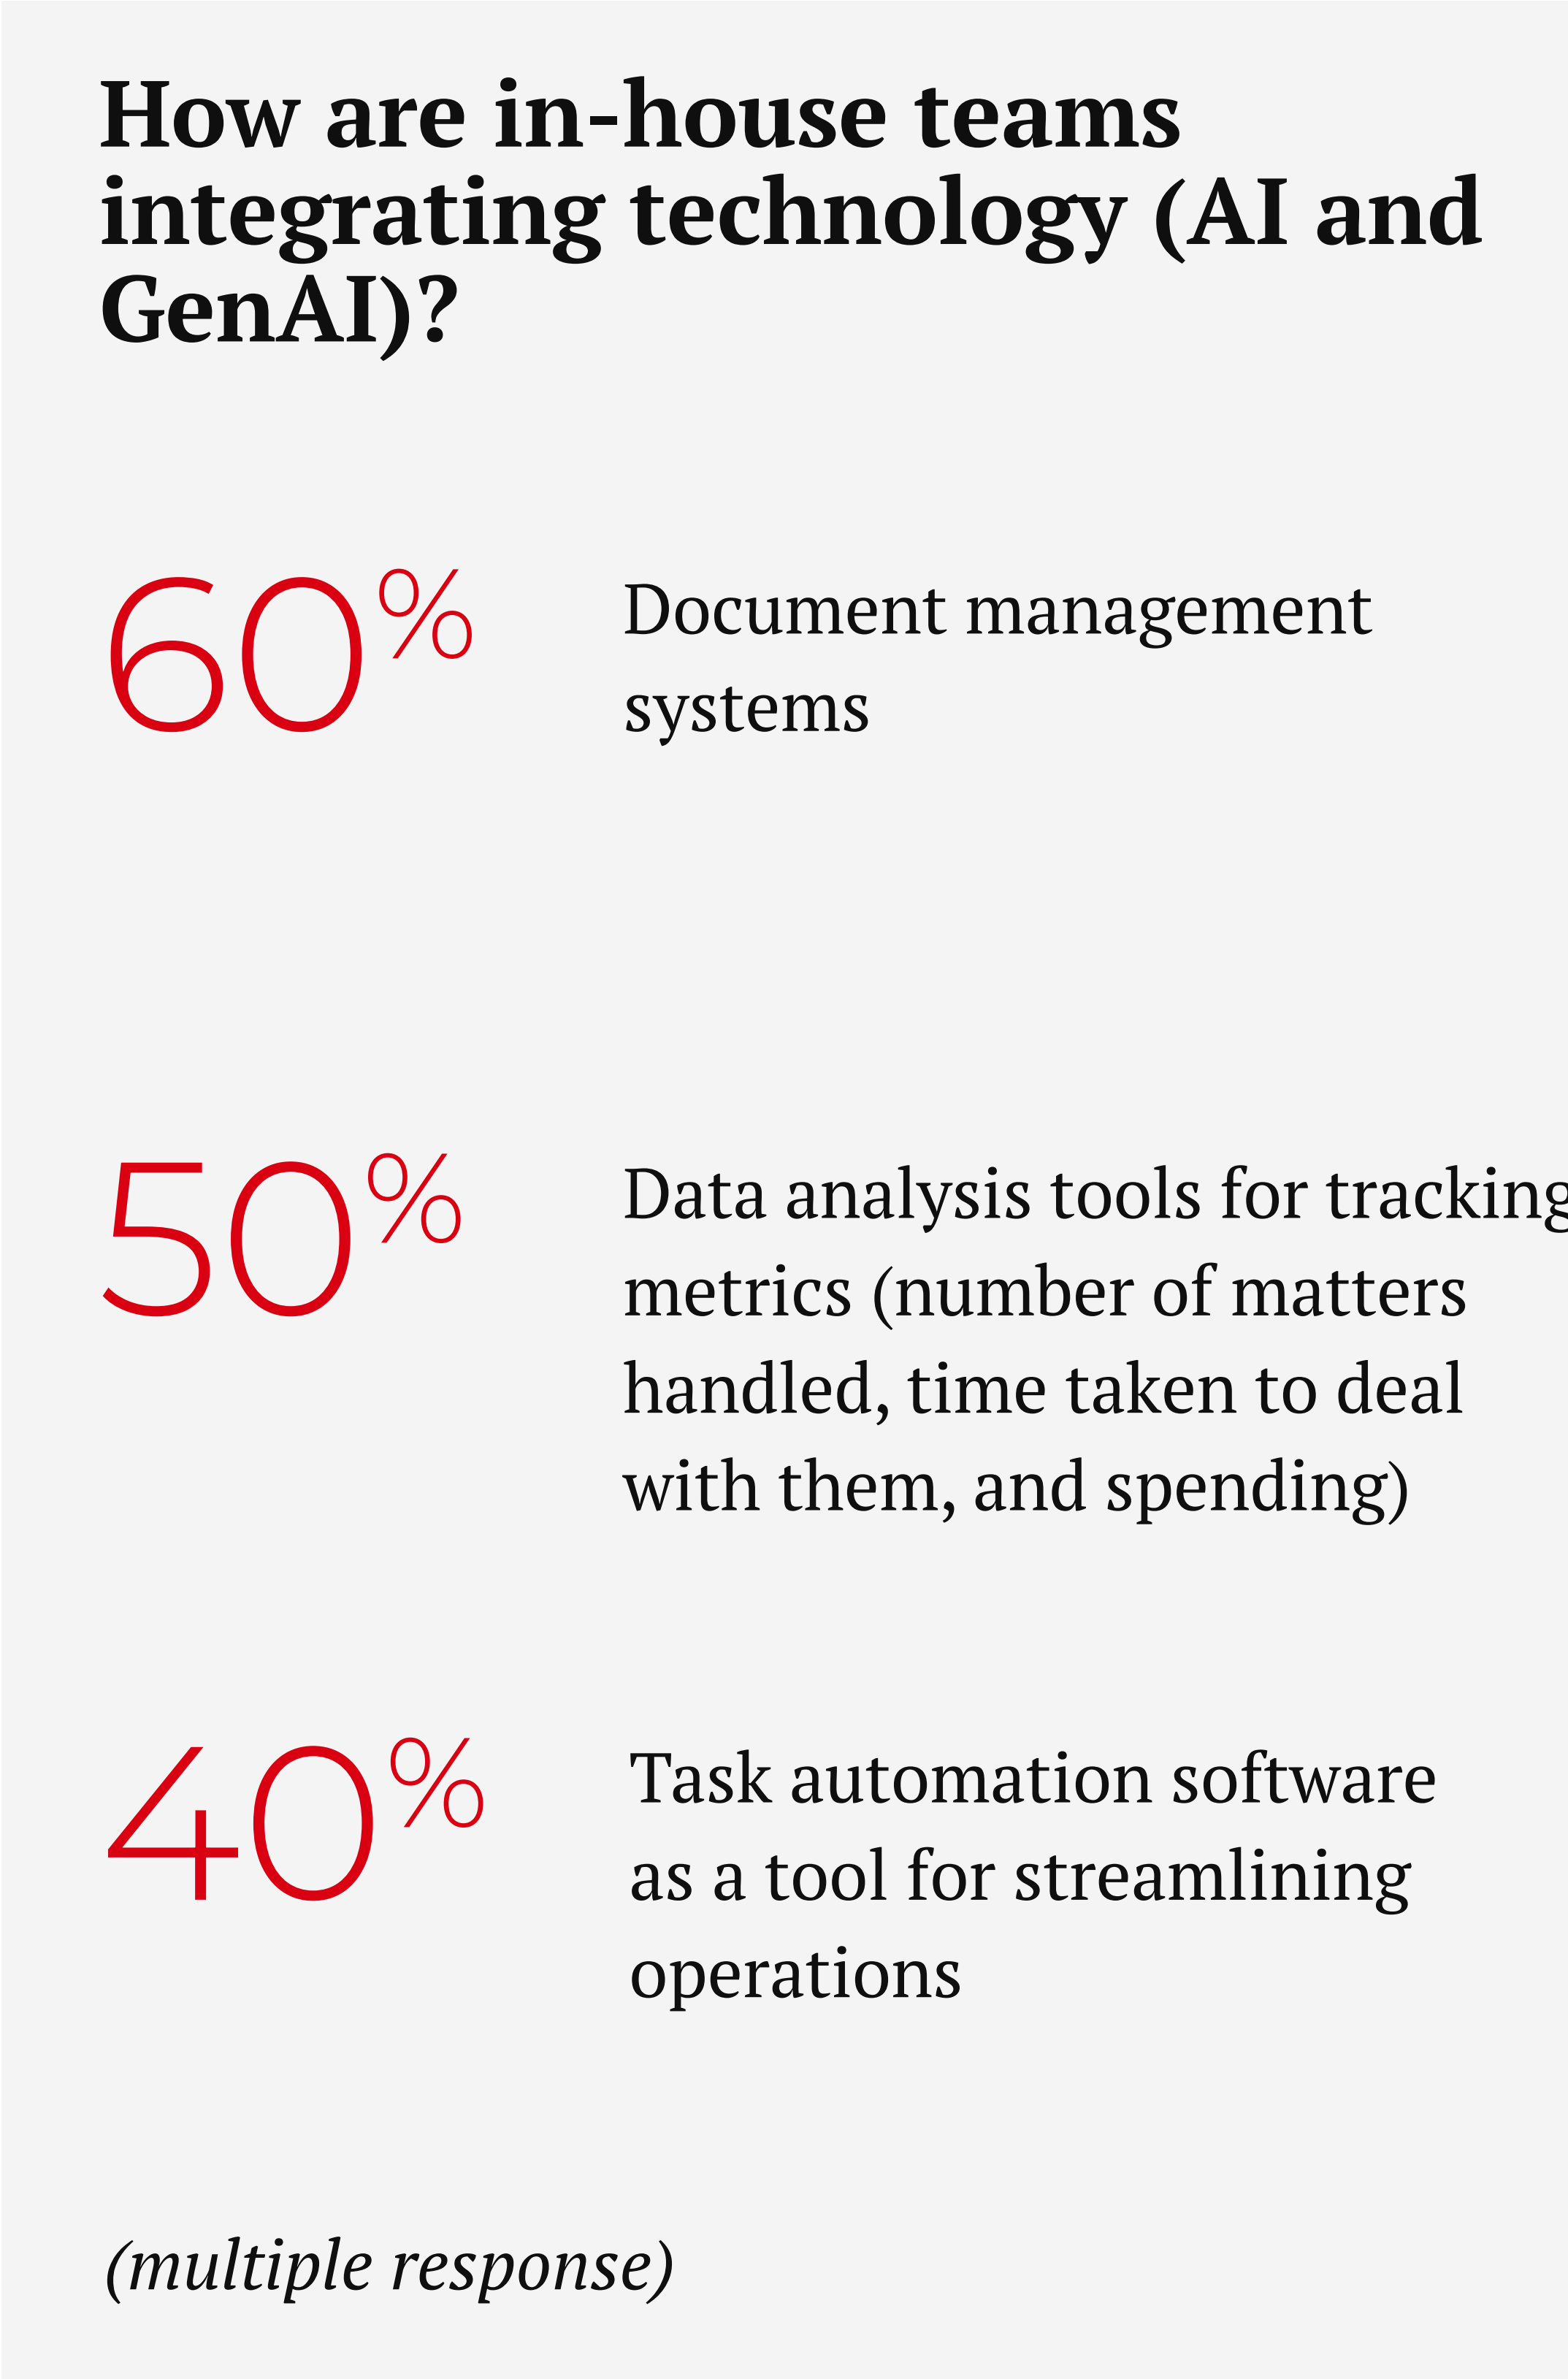 How are in-house teams
integrating technology (AI and
GenAI)?
60%
Document management
systems
50%
Data analysis tools for tracking
metrics (number of matters
handled, time taken to deal
with them, and spending)
40%
Task automation software
as a tool for streamlining
operations
(multiple response)